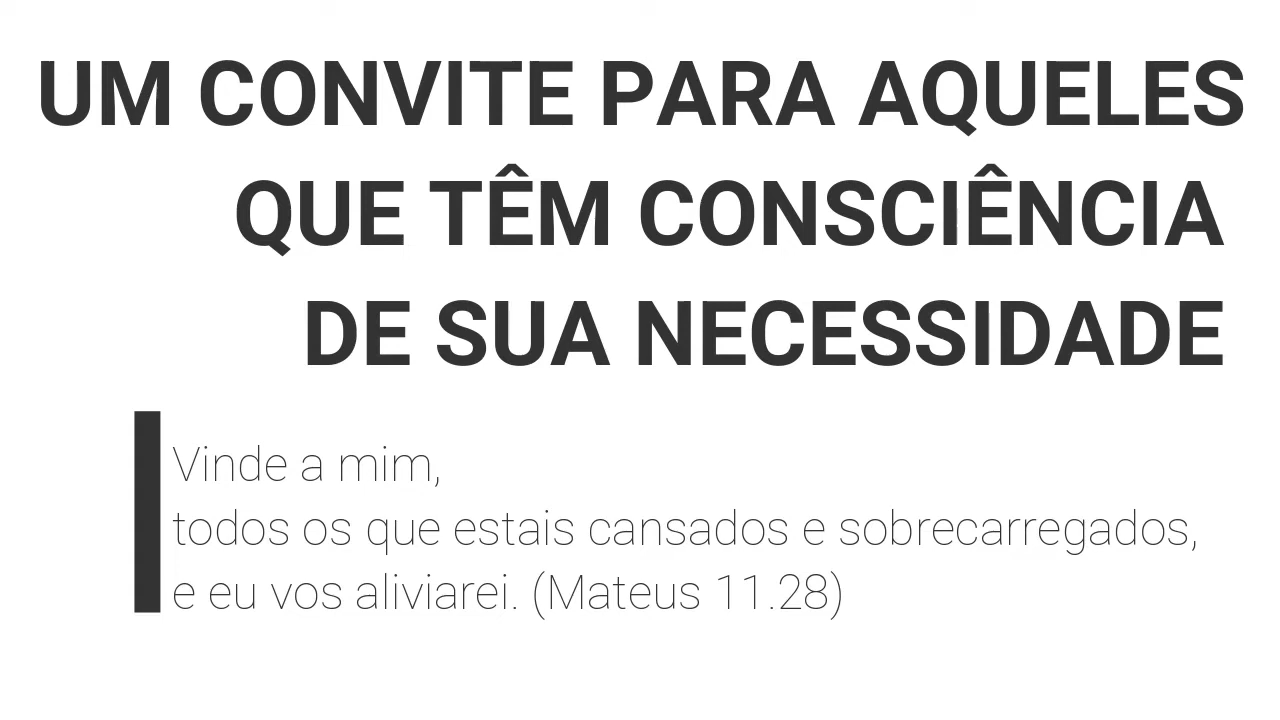 UM CONVITE PARA AQUELES
QUE TÊM CONSCIÊNCIA
DE SUA NECESSIDADE
Vinde a mim,
todos os que estais cansados e sobrecarregados,
e eu vos aliviarei. (Mateus 11.28)